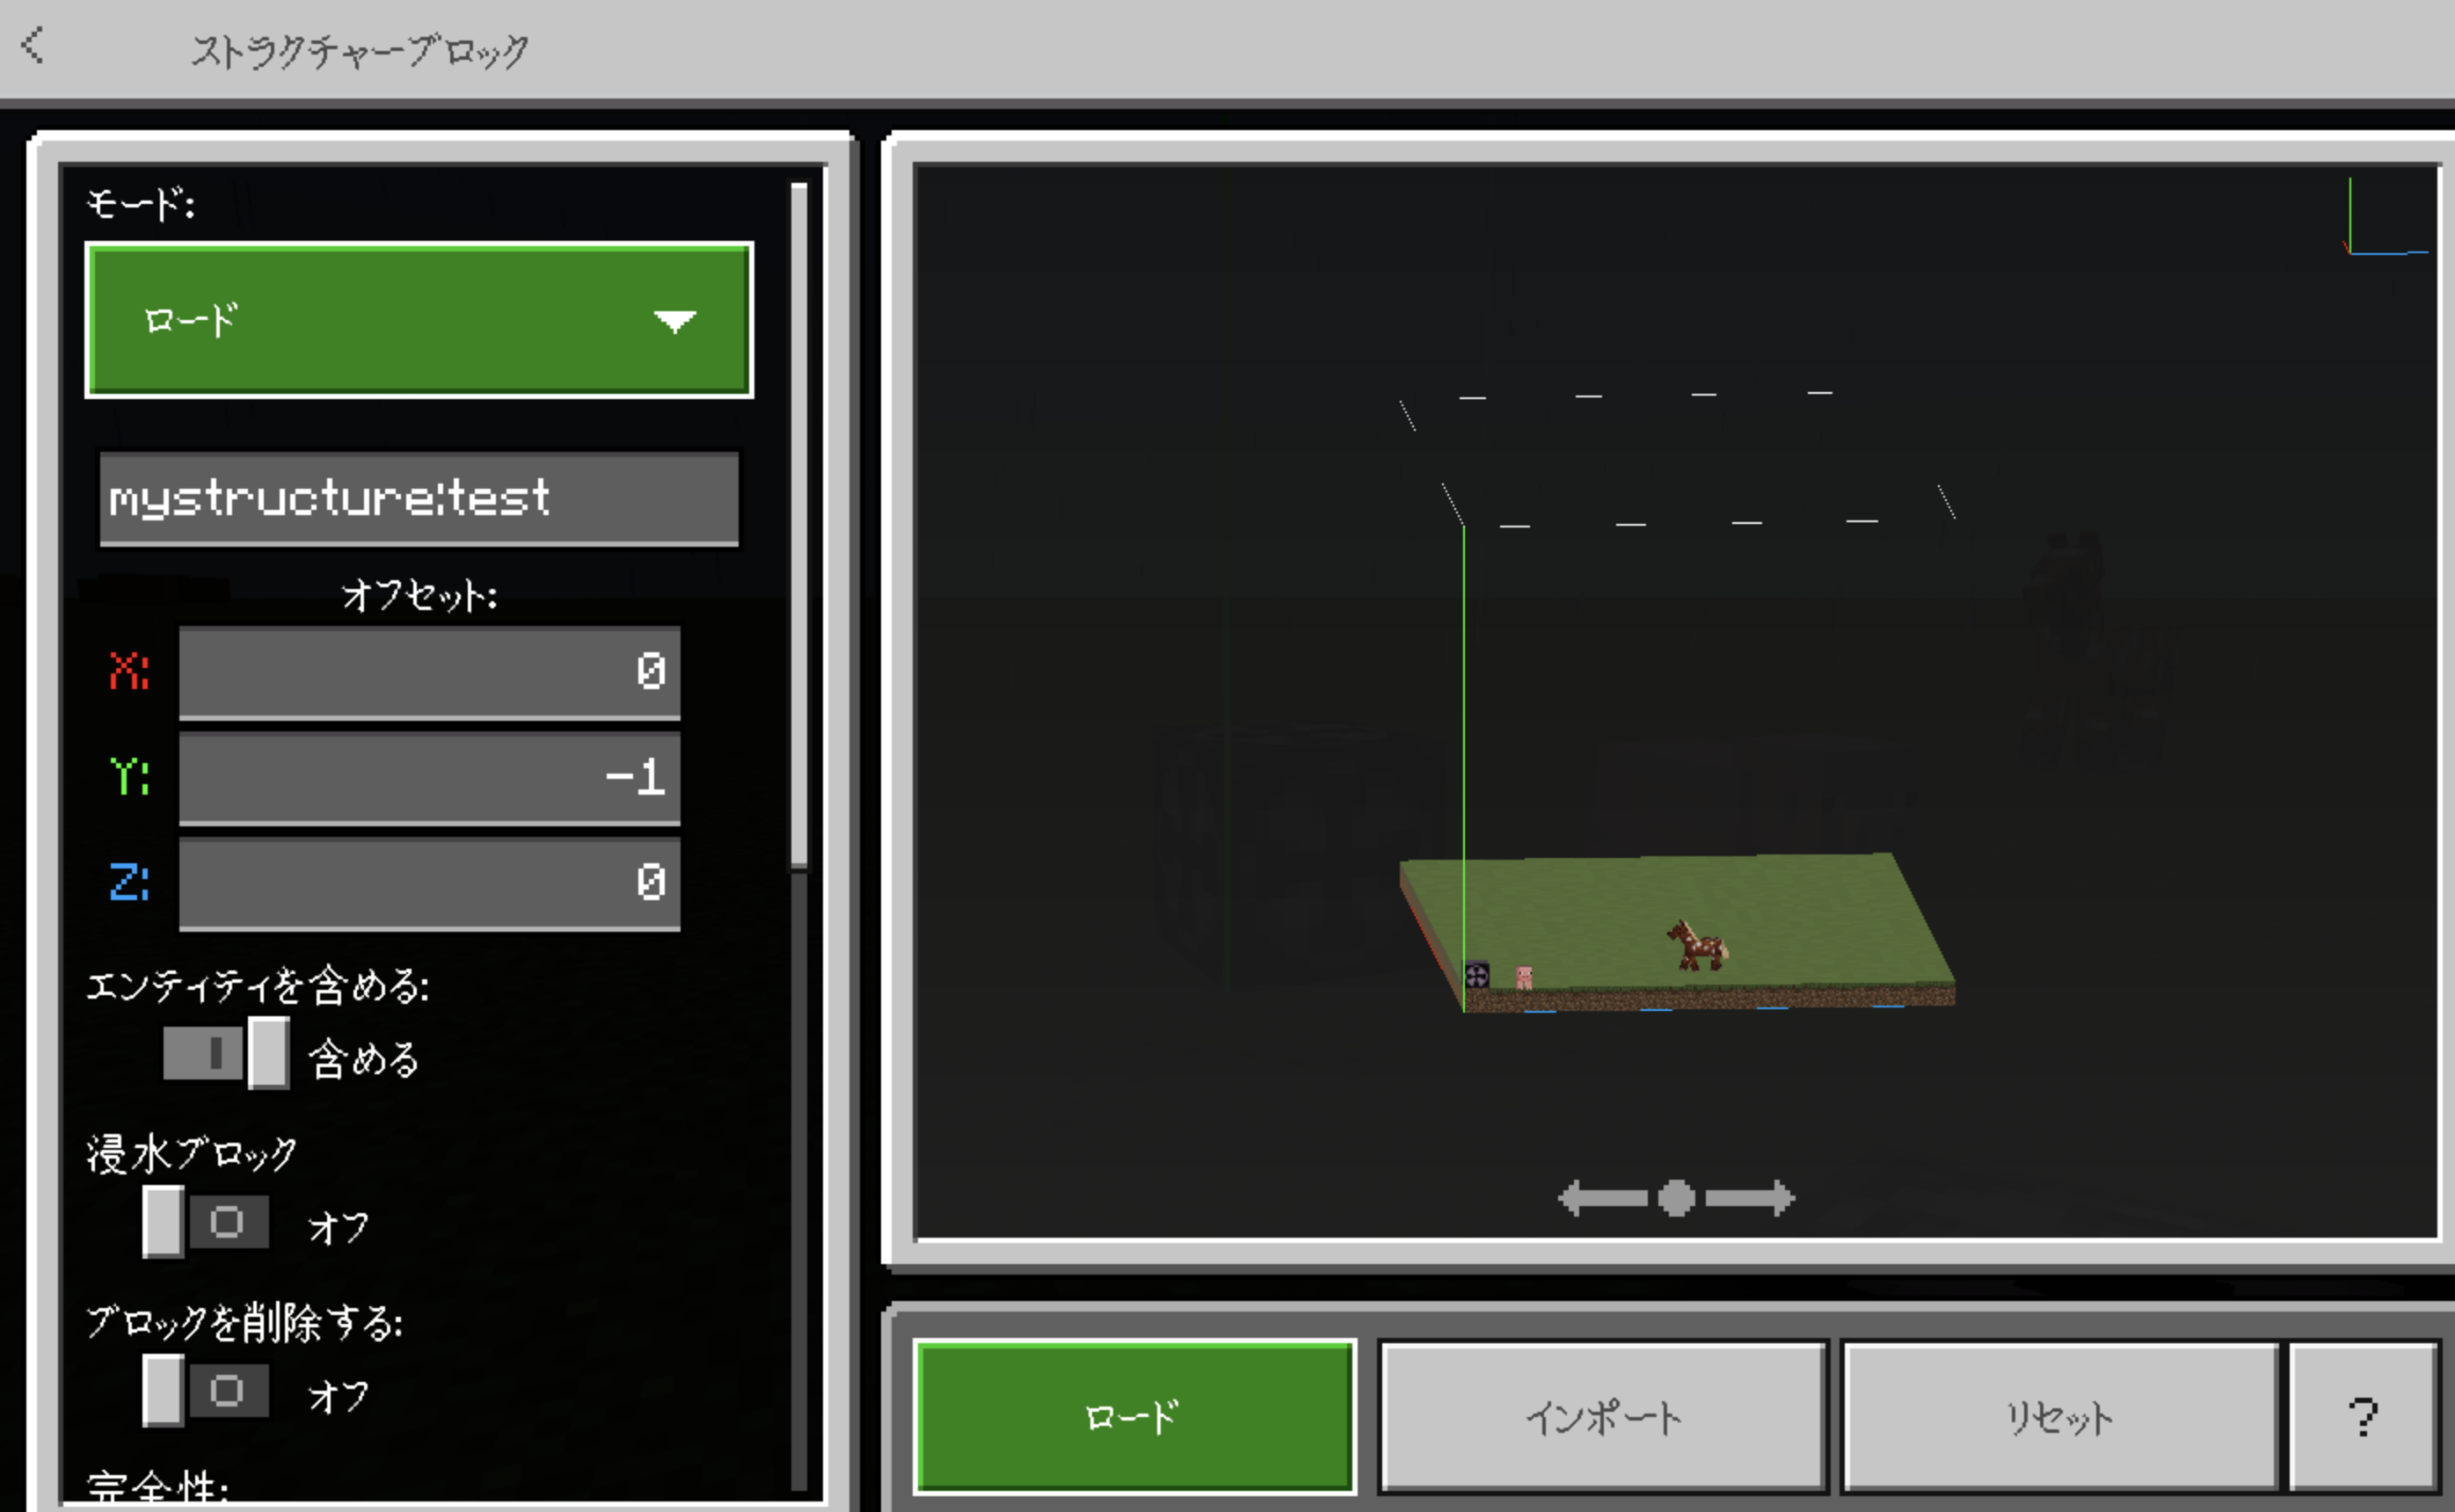 ストラクチャーブロック
モード:
ロード
mystructure:test
オフセット:
X: 0
Y: -1
Z: 0
エンティティを含める:
含める
浸水ブロック
オフ
ブロックを削除する:
オフ
完全性:
ロード
インポート
リセット
?